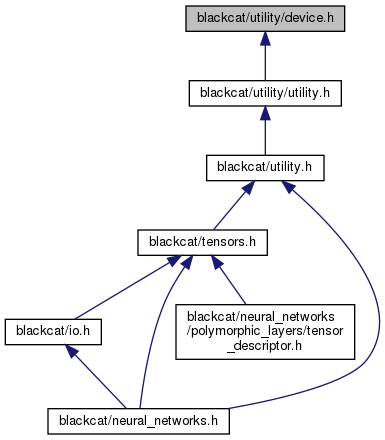 blackcat/utility/device.h
blackcat/utility/utility.h
blackcat/utility.h
blackcat/tensors.h
blackcat/io.h
blackcat/neural_networks
/polymorphic_layers/tensor
_descriptor.h
blackcat/neural_networks.h